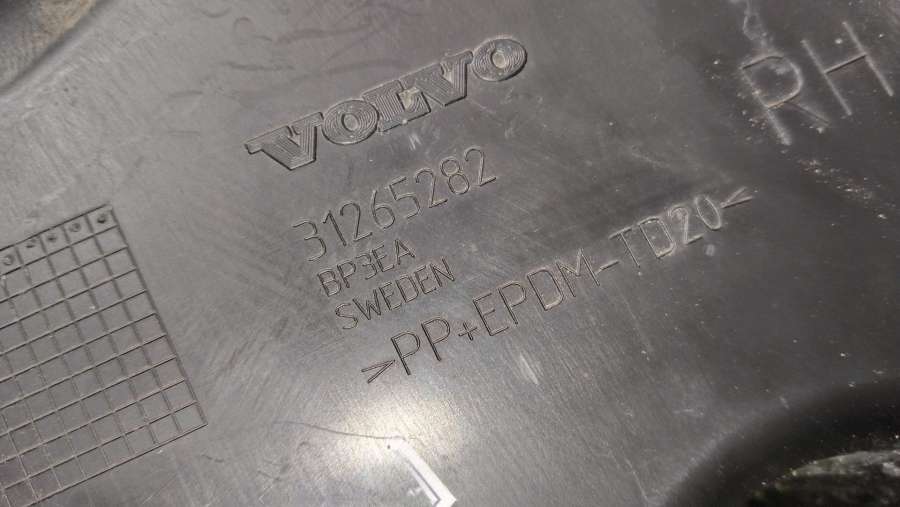 VOLVO
RH
31265282
BP3EA
SWEDEN
>PP+EPDM-TD20<